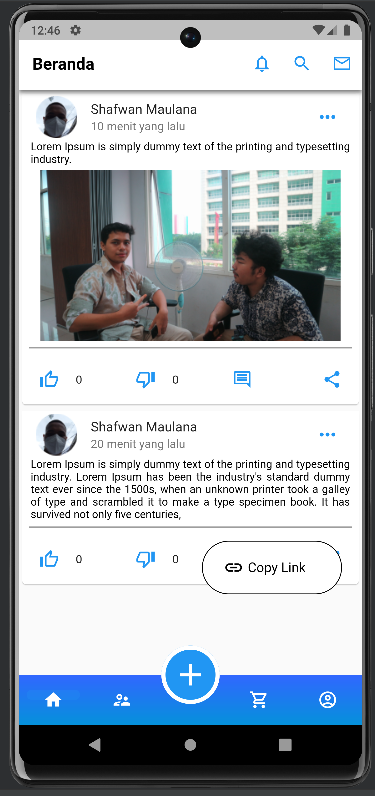 12:46
Beranda
Shafwan Maulana
10 menit yang lalu
Lorem Ipsum is simply dummy text of the printing and typesetting
industry.
0
0
Shafwan Maulana
20 menit yang lalu
Lorem Ipsum is simply dummy text of the printing and typesetting
industry. Lorem Ipsum has been the industry's standard dummy
text ever since the 1500s, when an unknown printer took a galley
of type and scrambled it to make a type specimen book. It has
survived not only five centuries,
0
0
Copy Link